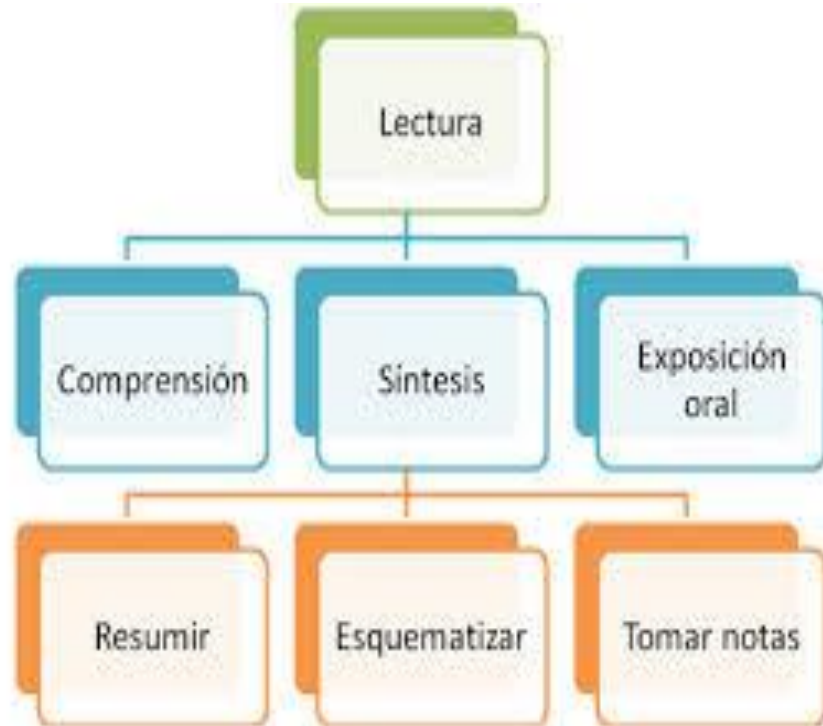 Lectura
Comprensión
Síntesis
Exposición
oral
Resumir
Esquematizar
Tomar notas